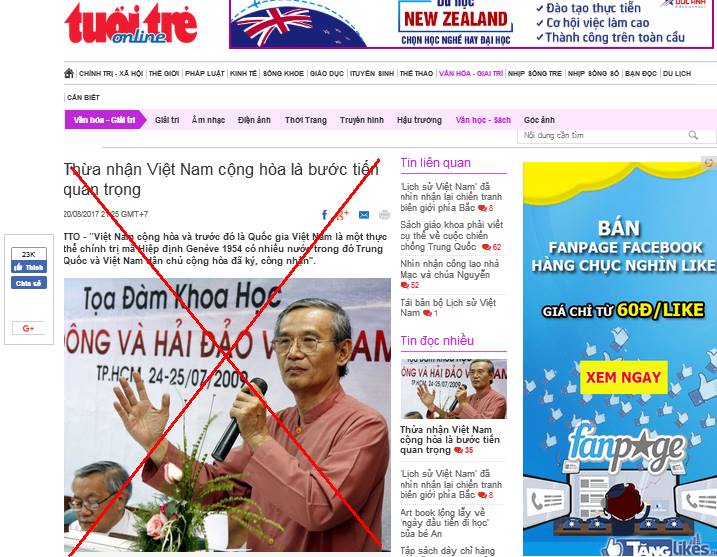 tuổi trẻ
online
DU HỌC
NEW ZEALAND
CHỌN HỌC NGHỀ HAY ĐẠI HỌC
✓ Đào tạo thực tiễn
✓ Cơ hội việc làm cao
✓ Thành công trên toàn cầu
CHÍNH TRỊ - XÃ HỘI THẾ GIỚI PHÁP LUẬT KINH TẾ SỐNG KHOẺ GIÁO DỤC ITUYỂN SINH THỂ THAO VĂN HÓA - GIẢI TRÍ NHỊP SỐNG TRẺ NHỊP SỐNG SỐ BẠN ĐỌC DU LỊCH
CẦN BIẾT
Văn hóa - Giải trí Giải trí Âm nhạc Điện ảnh Thời Trang Truyền hình Hậu trường Văn học - Sách Góc ảnh
Nội dung cần tìm
Thừa nhận Việt Nam cộng hòa là bước tiến
quan trọng
20/08/2017 21:25 GMT+7
TTO - "Việt Nam cộng hòa và trước đó là Quốc gia Việt Nam là một thực
thể chính trị mà Hiệp định Genève 1954 có nhiều nước trong đó Trung
Quốc và Việt Nam dân chủ cộng hòa đã ký, công nhận".
23K
Thích
Chia sẻ
G+
Tọa Đàm Khoa Học
ÔNG VÀ HẢI ĐẢO V NAM
TP.HCM, 24-25/07/2009
Tin liên quan
'Lịch sử Việt Nam' đã
nhìn nhận lại chiến tranh
biên giới phía Bắc 8
Sách giáo khoa phải viết
cụ thể về cuộc chiến
chống Trung Quốc 62
Nhìn nhận công lao nhà
Mạc và chúa Nguyễn
52
Tái bản bộ Lịch sử Việt
Nam 1
Tin đọc nhiều
Thừa nhận Việt Nam
cộng hòa là bước tiến
quan trọng 35
'Lịch sử Việt Nam' đã
nhìn nhận lại chiến tranh
biên giới phía Bắc 8
Art book lộng lẫy về
'ngày đầu tiên đi học'
của bé An
Tập sách dày chỉ hàng
BÁN
FANPAGE FACEBOOK
HÀNG CHỤC NGHÌN LIKE
GIÁ CHỈ TỪ 60Đ/LIKE
XEM NGAY
fanpage
TĂNG likes